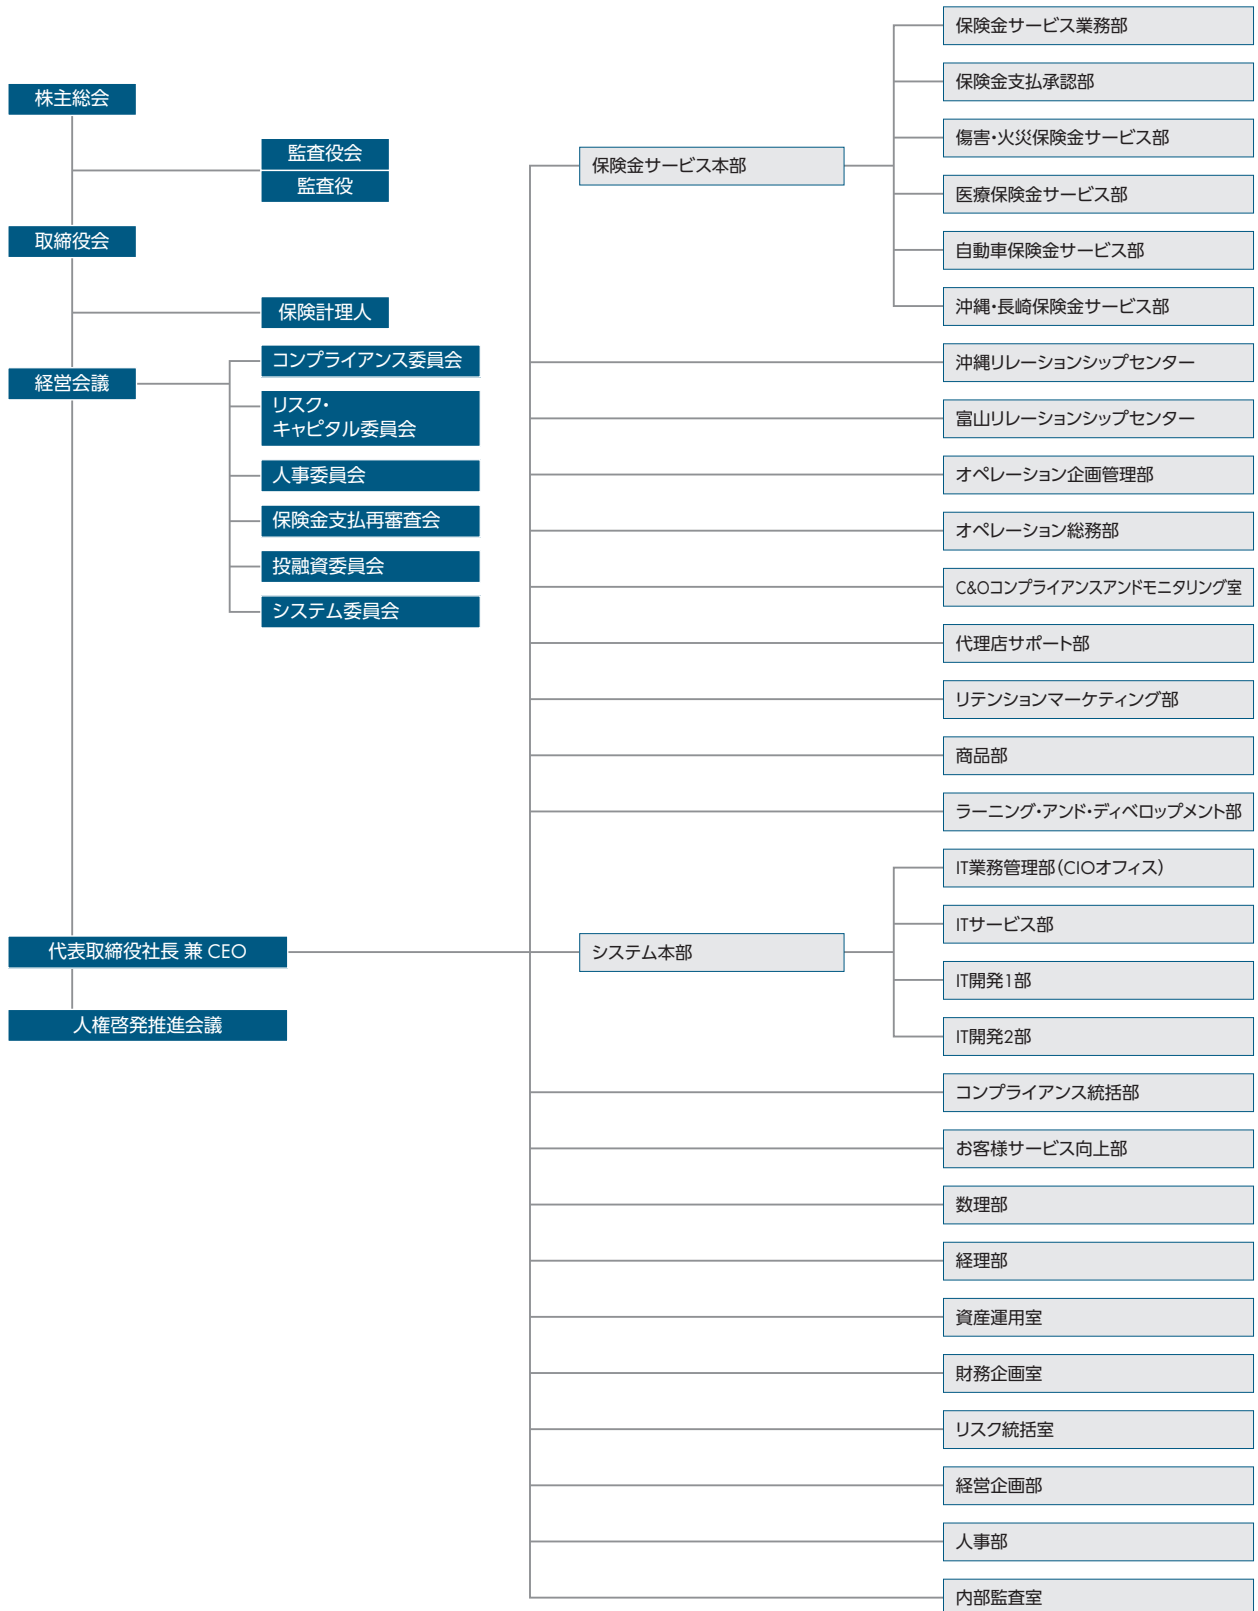 株主総会
監査役会
監査役
取締役会
保険計理人
経営会議
コンプライアンス委員会
リスク・
キャピタル委員会
人事委員会
保険金支払再審査会
投融資委員会
システム委員会
代表取締役社長 兼 CEO
人権啓発推進会議
保険金サービス本部
保険金サービス業務部
保険金支払承認部
傷害・火災保険金サービス部
医療保険金サービス部
自動車保険金サービス部
沖縄・長崎保険金サービス部
沖縄リレーションシップセンター
富山リレーションシップセンター
オペレーション企画管理部
オペレーション総務部
C&Oコンプライアンスアンドモニタリング室
代理店サポート部
リテンションマーケティング部
商品部
ラーニング・アンド・ディベロップメント部
システム本部
IT業務管理部(CIOオフィス)
ITサービス部
IT開発1部
IT開発2部
コンプライアンス統括部
お客様サービス向上部
数理部
経理部
資産運用室
財務企画室
リスク統括室
経営企画部
人事部
内部監査室